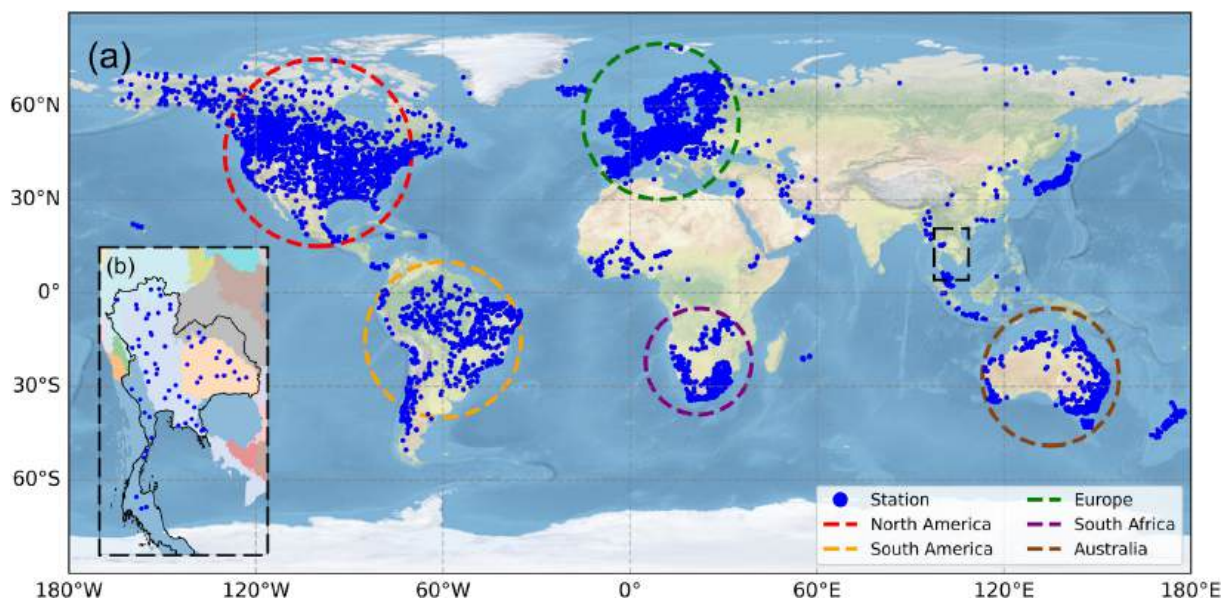 (a)
60°N
30°N
0°
30°S
60°S
(b)
Station
North America
South America
Europe
South Africa
Australia
180°W 120°W 60°W 0° 60°E 120°E 180°E